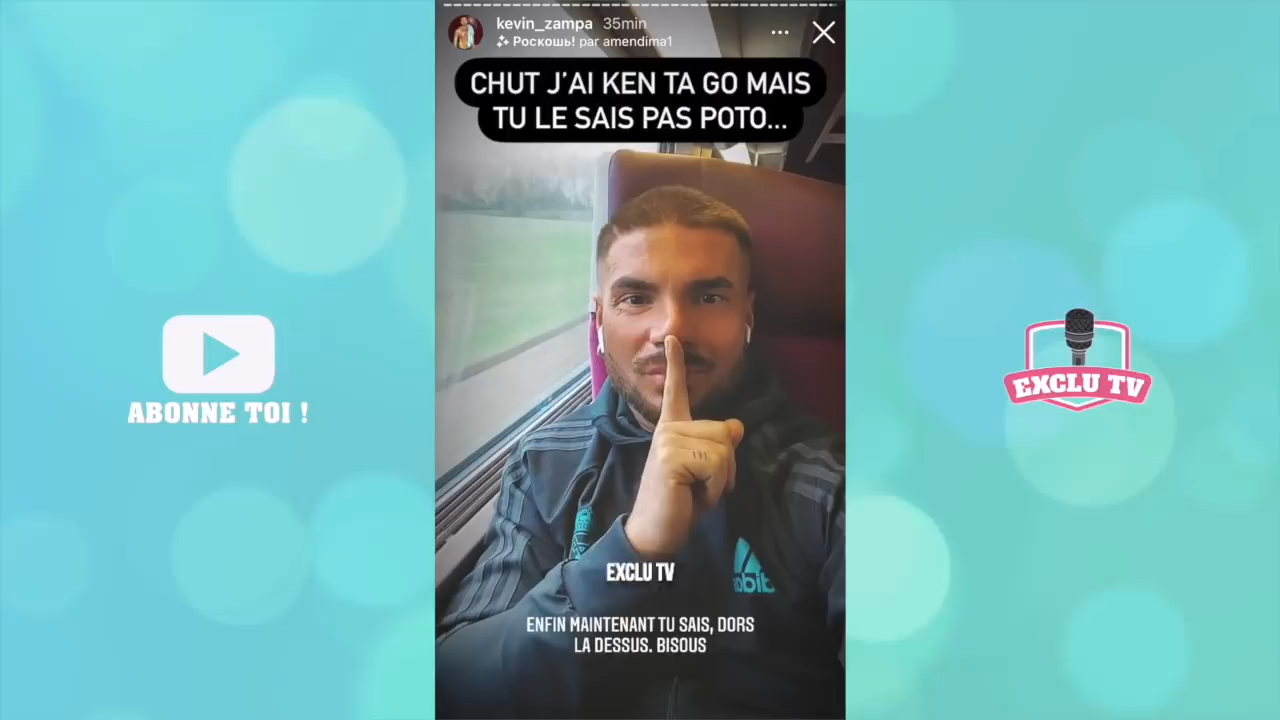 kevin_zampa 35min
Роскошь! par amendima1
CHUT J'AI KEN TA GO MAIS
TU LE SAIS PAS POTO...
ABONNE TOI !
EXCLU TV
EXCLU TV
ENFIN MAINTENANT TU SAIS, DORS
LA DESSUS. BISOUS